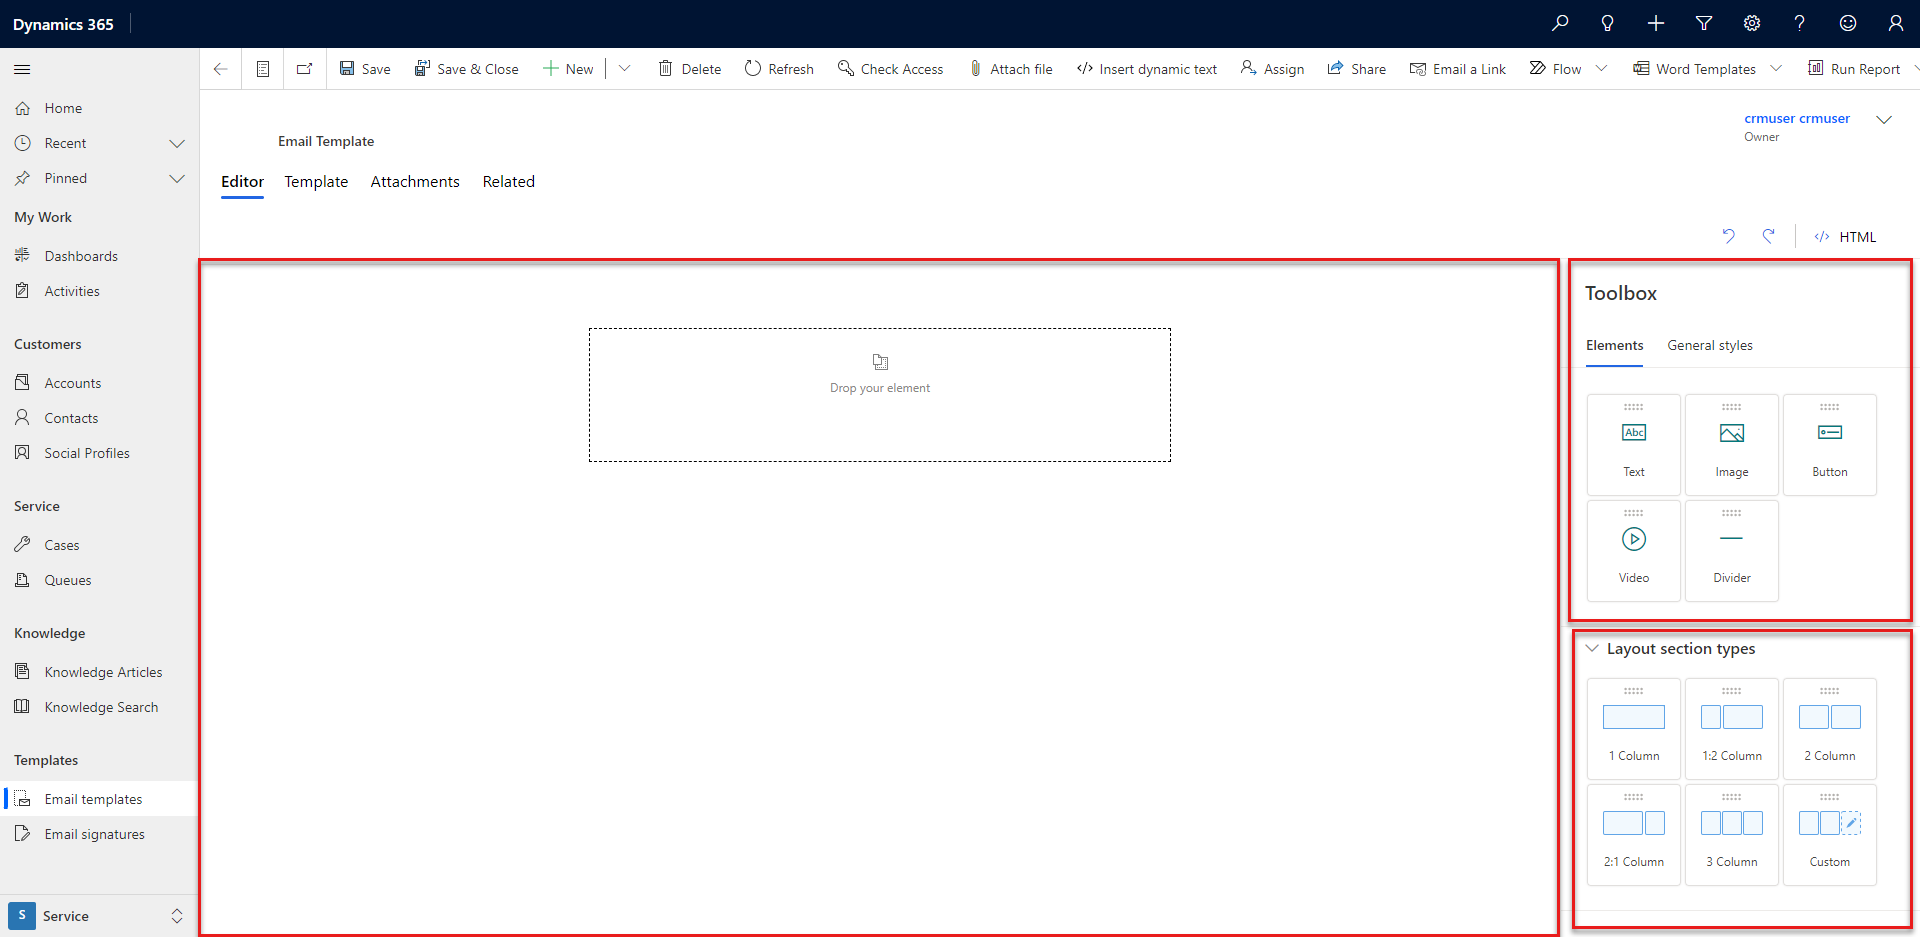 Dynamics 365
Save
Save & Close
New
Delete
Refresh
Check Access
Attach file
Insert dynamic text
Assign
Share
Email a Link
Flow
Word Templates
Run Report
Home
Recent
Pinned
My Work
Dashboards
Activities
Customers
Accounts
Contacts
Social Profiles
Service
Cases
Queues
Knowledge
Knowledge Articles
Knowledge Search
Templates
Email templates
Email signatures
S
Service
Email Template
crmuser crmuser
Owner
Editor
Template
Attachments
Related
</> HTML
Drop your element
Toolbox
Elements
General styles
Abc
Text
Image
Button
Video
Divider
Layout section types
1 Column
1:2 Column
2 Column
2:1 Column
3 Column
Custom